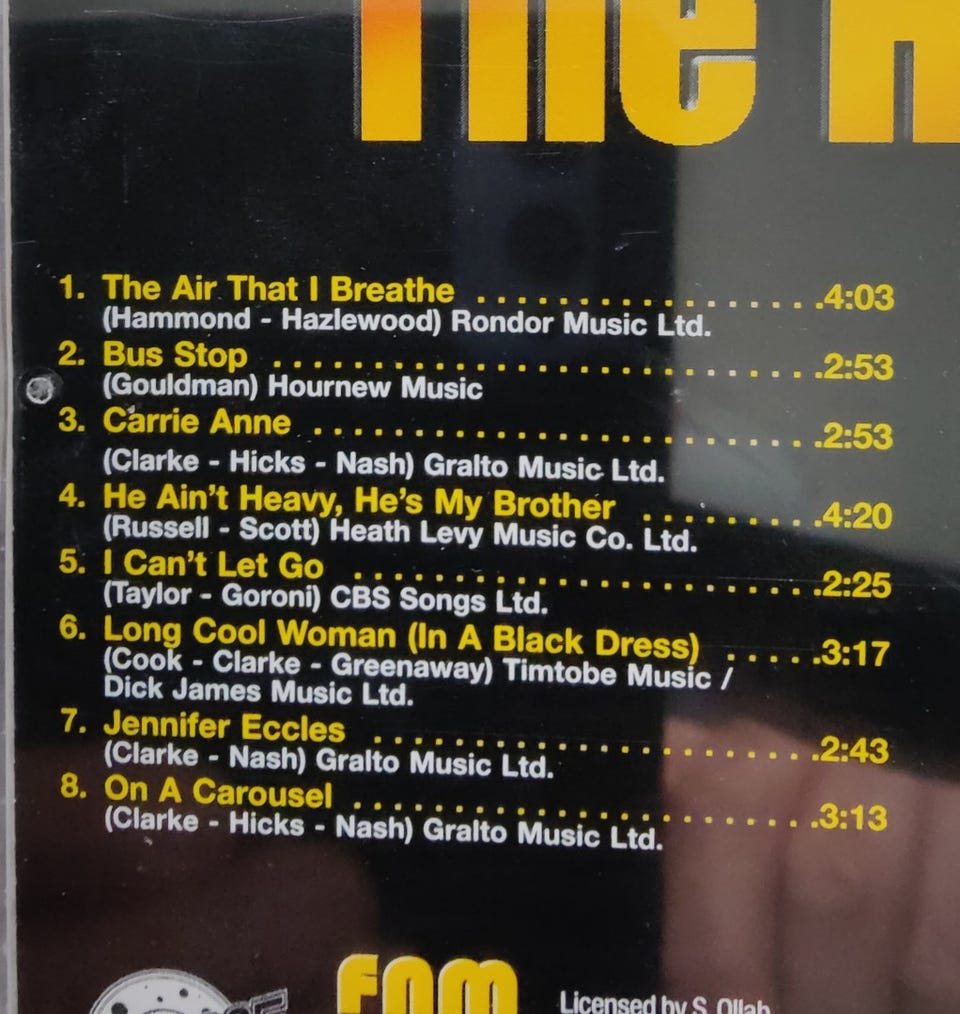 The H
1. The Air That I Breathe . . . . . . . . . . . . . . . . . .4:03
(Hammond - Hazlewood) Rondor Music Ltd.
2. Bus Stop . . . . . . . . . . . . . . . . . . . . . . . . . . . .2:53
(Gouldman) Hournew Music
3. Carrie Anne . . . . . . . . . . . . . . . . . . . . . . . . . .2:53
(Clarke - Hicks - Nash) Gralto Music Ltd.
4. He Ain't Heavy, He's My Brother . . . . . . . . . .4:20
(Russell - Scott) Heath Levy Music Co. Ltd.
5. I Can't Let Go . . . . . . . . . . . . . . . . . . . . . . . .2:25
(Taylor - Goroni) CBS Songs Ltd.
6. Long Cool Woman (In A Black Dress) . . . . . .3:17
(Cook - Clarke - Greenaway) Timtobe Music /
Dick James Music Ltd.
7. Jennifer Eccles . . . . . . . . . . . . . . . . . . . . . . .2:43
(Clarke - Nash) Gralto Music Ltd.
8. On A Carousel . . . . . . . . . . . . . . . . . . . . . . . .3:13
(Clarke - Hicks - Nash) Gralto Music Ltd.
Licensed by S. Ollah